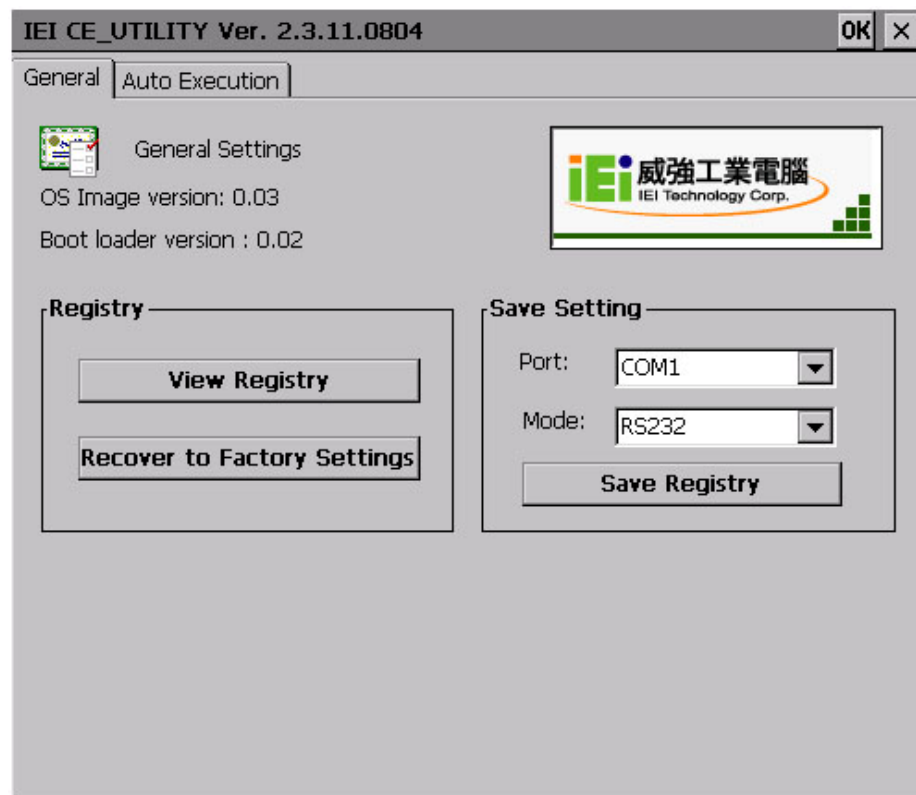 IEI CE_UTILITY Ver. 2.3.11.0804
OK
General
Auto Execution
General Settings
OS Image version: 0.03
Boot loader version : 0.02
iEi 威強工業電腦
IEI Technology Corp.
Registry
View Registry
Recover to Factory Settings
Save Setting
Port: COM1
Mode: RS232
Save Registry